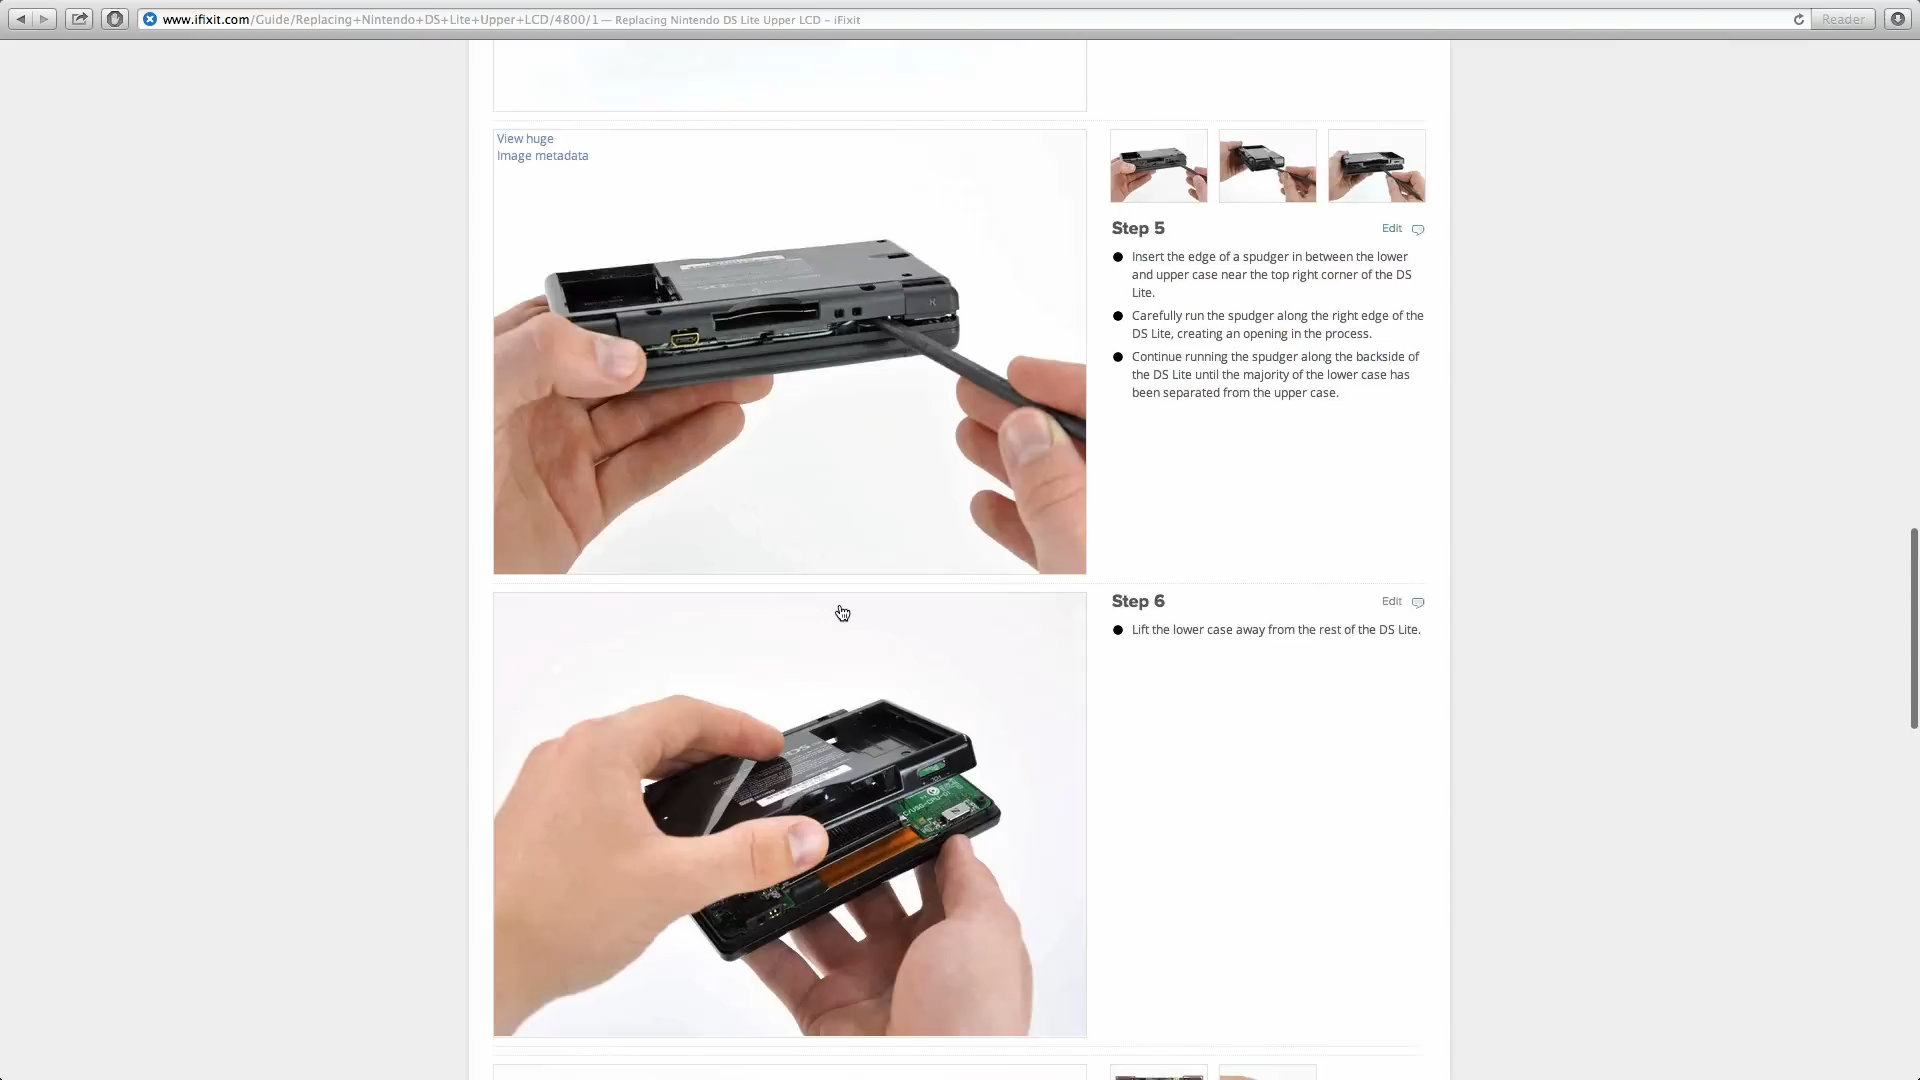 www.ifixit.com/Guide/Replacing+Nintendo+DS+Lite+Upper+LCD/4800/1 — Replacing Nintendo DS Lite Upper LCD – iFixit
Reader
View huge
Image metadata
Step 5
Edit
Insert the edge of a spudger in between the lower
and upper case near the top right corner of the DS
Lite.
Carefully run the spudger along the right edge of the
DS Lite, creating an opening in the process.
Continue running the spudger along the backside of
the DS Lite until the majority of the lower case has
been separated from the upper case.
R
Step 6
Edit
Lift the lower case away from the rest of the DS Lite.